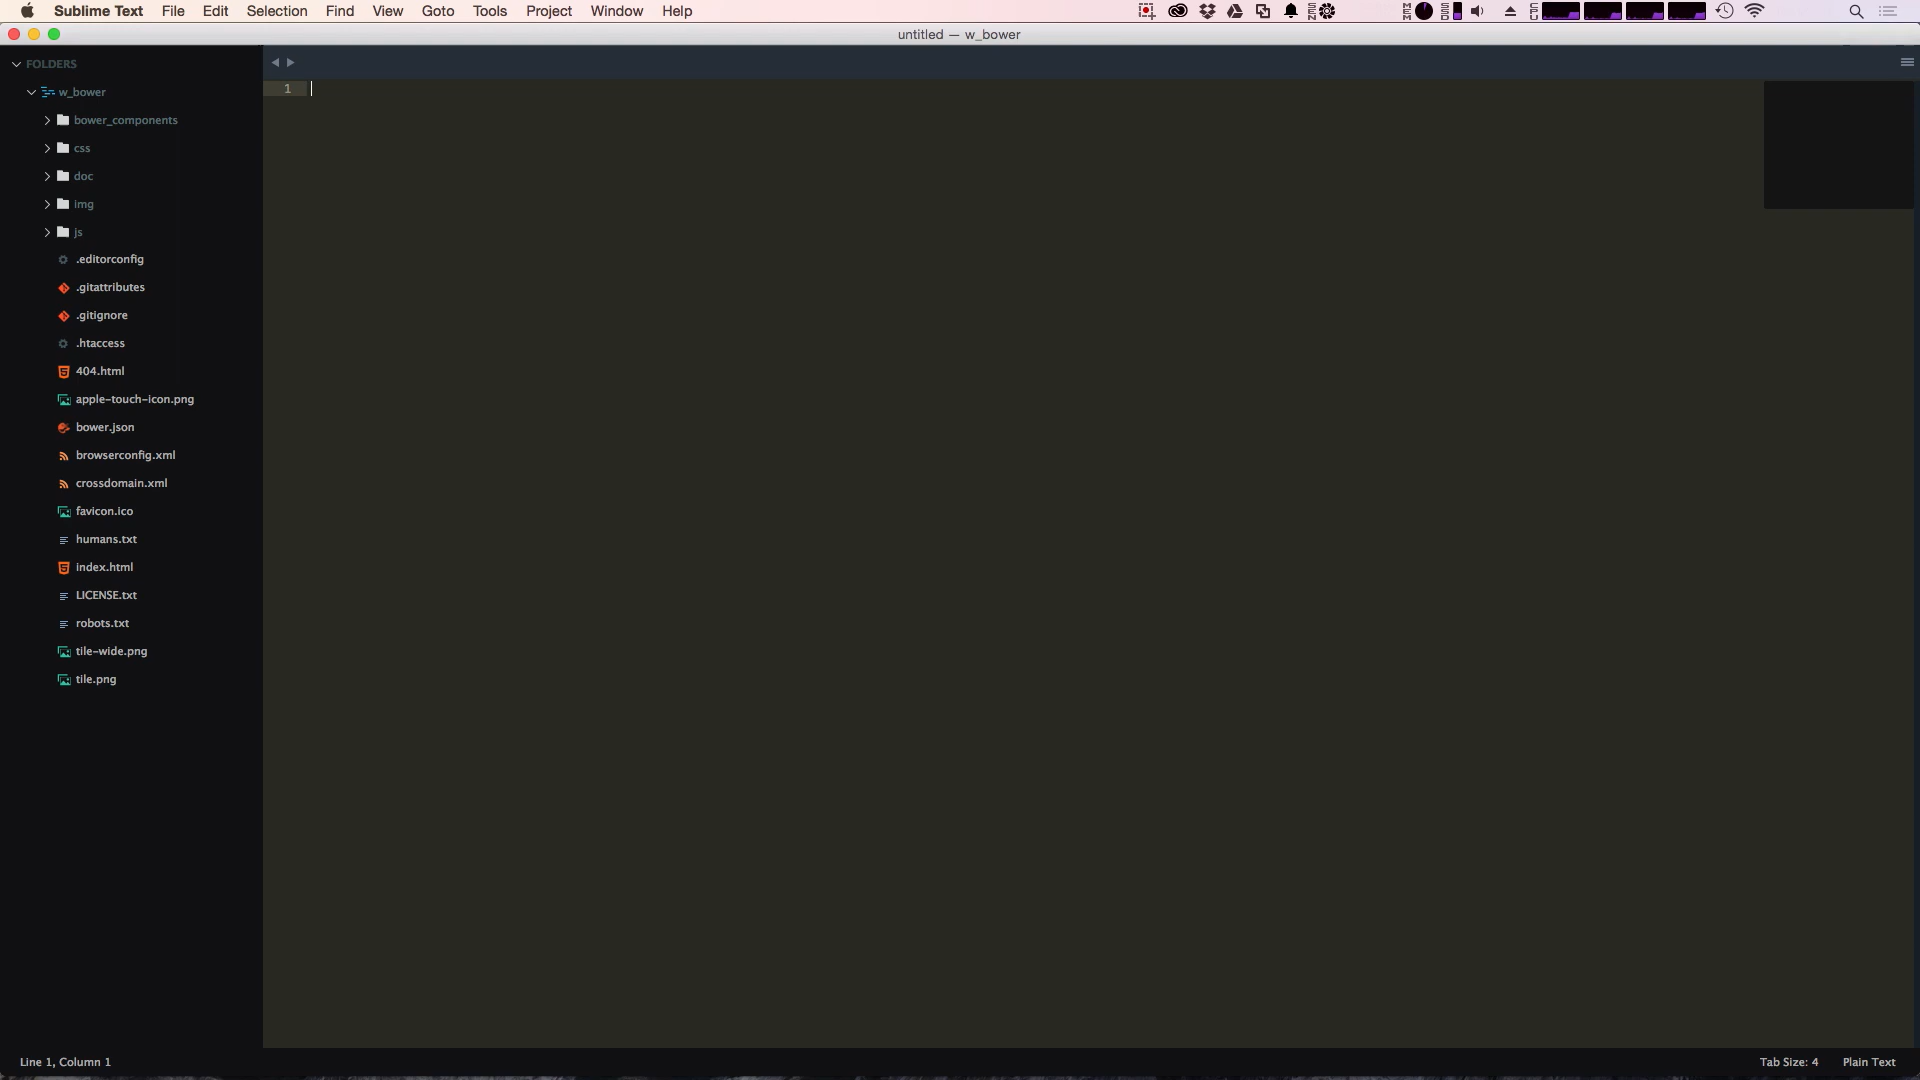 Sublime Text File Edit Selection Find View Goto Tools Project Window Help
untitled — w_bower
FOLDERS
w_bower
bower_components
css
doc
img
js
.editorconfig
.gitattributes
.gitignore
.htaccess
404.html
apple-touch-icon.png
bower.json
browserconfig.xml
crossdomain.xml
favicon.ico
humans.txt
index.html
LICENSE.txt
robots.txt
tile-wide.png
tile.png
1
Line 1, Column 1
Tab Size: 4 Plain Text